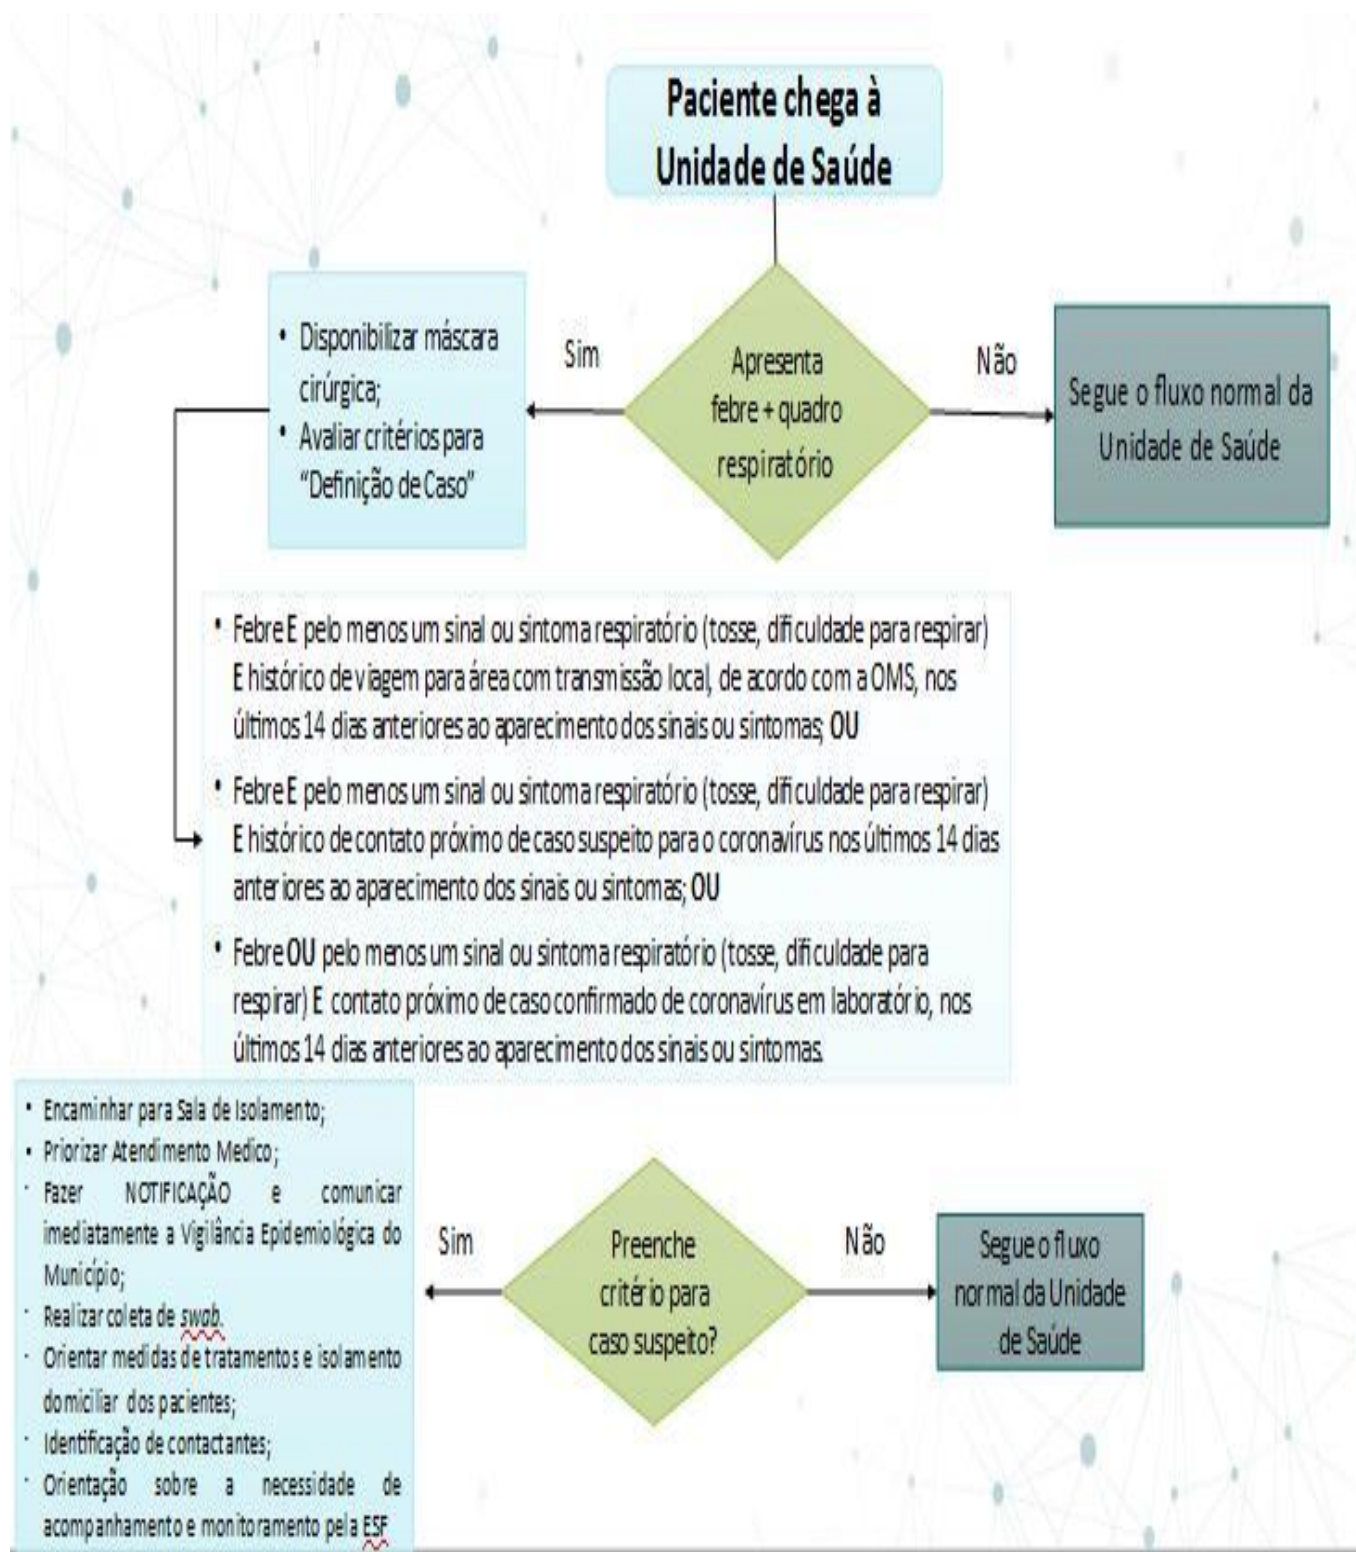 Paciente chega à
Unidade de Saúde
• Disponibilizar máscara
cirúrgica;
• Avaliar critérios para
“Definição de Caso”
Sim
Apresenta
febre + quadro
respiratório
Não
Segue o fluxo normal da
Unidade de Saúde
• Febre E pelo menos um sinal ou sintoma respiratório (tosse, dificuldade para respirar)
E histórico de viagem para área com transmissão local, de acordo com a OMS, nos
últimos 14 dias anteriores ao aparecimento dos sinais ou sintomas; OU
• Febre E pelo menos um sinal ou sintoma respiratório (tosse, dificuldade para respirar)
E histórico de contato próximo de caso suspeito para o coronavírus nos últimos 14 dias
anteriores ao aparecimento dos sinais ou sintomas; OU
• Febre OU pelo menos um sinal ou sintoma respiratório (tosse, dificuldade para
respirar) E contato próximo de caso confirmado de coronavírus em laboratório, nos
últimos 14 dias anteriores ao aparecimento dos sinais ou sintomas.
• Encaminhar para Sala de Isolamento;
• Priorizar Atendimento Medico;
· Fazer NOTIFICAÇÃO e comunicar
imediatamente a Vigilância Epidemiológica do
Município;
· Realizar coleta de swab.
· Orientar medidas de tratamentos e isolamento
domiciliar dos pacientes;
· Identificação de contactantes;
· Orientação sobre a necessidade de
acompanhamento e monitoramento pela ESF
Sim
Preenche
critério para
caso suspeito?
Não
Segue o fluxo
normal da Unidade
de Saúde